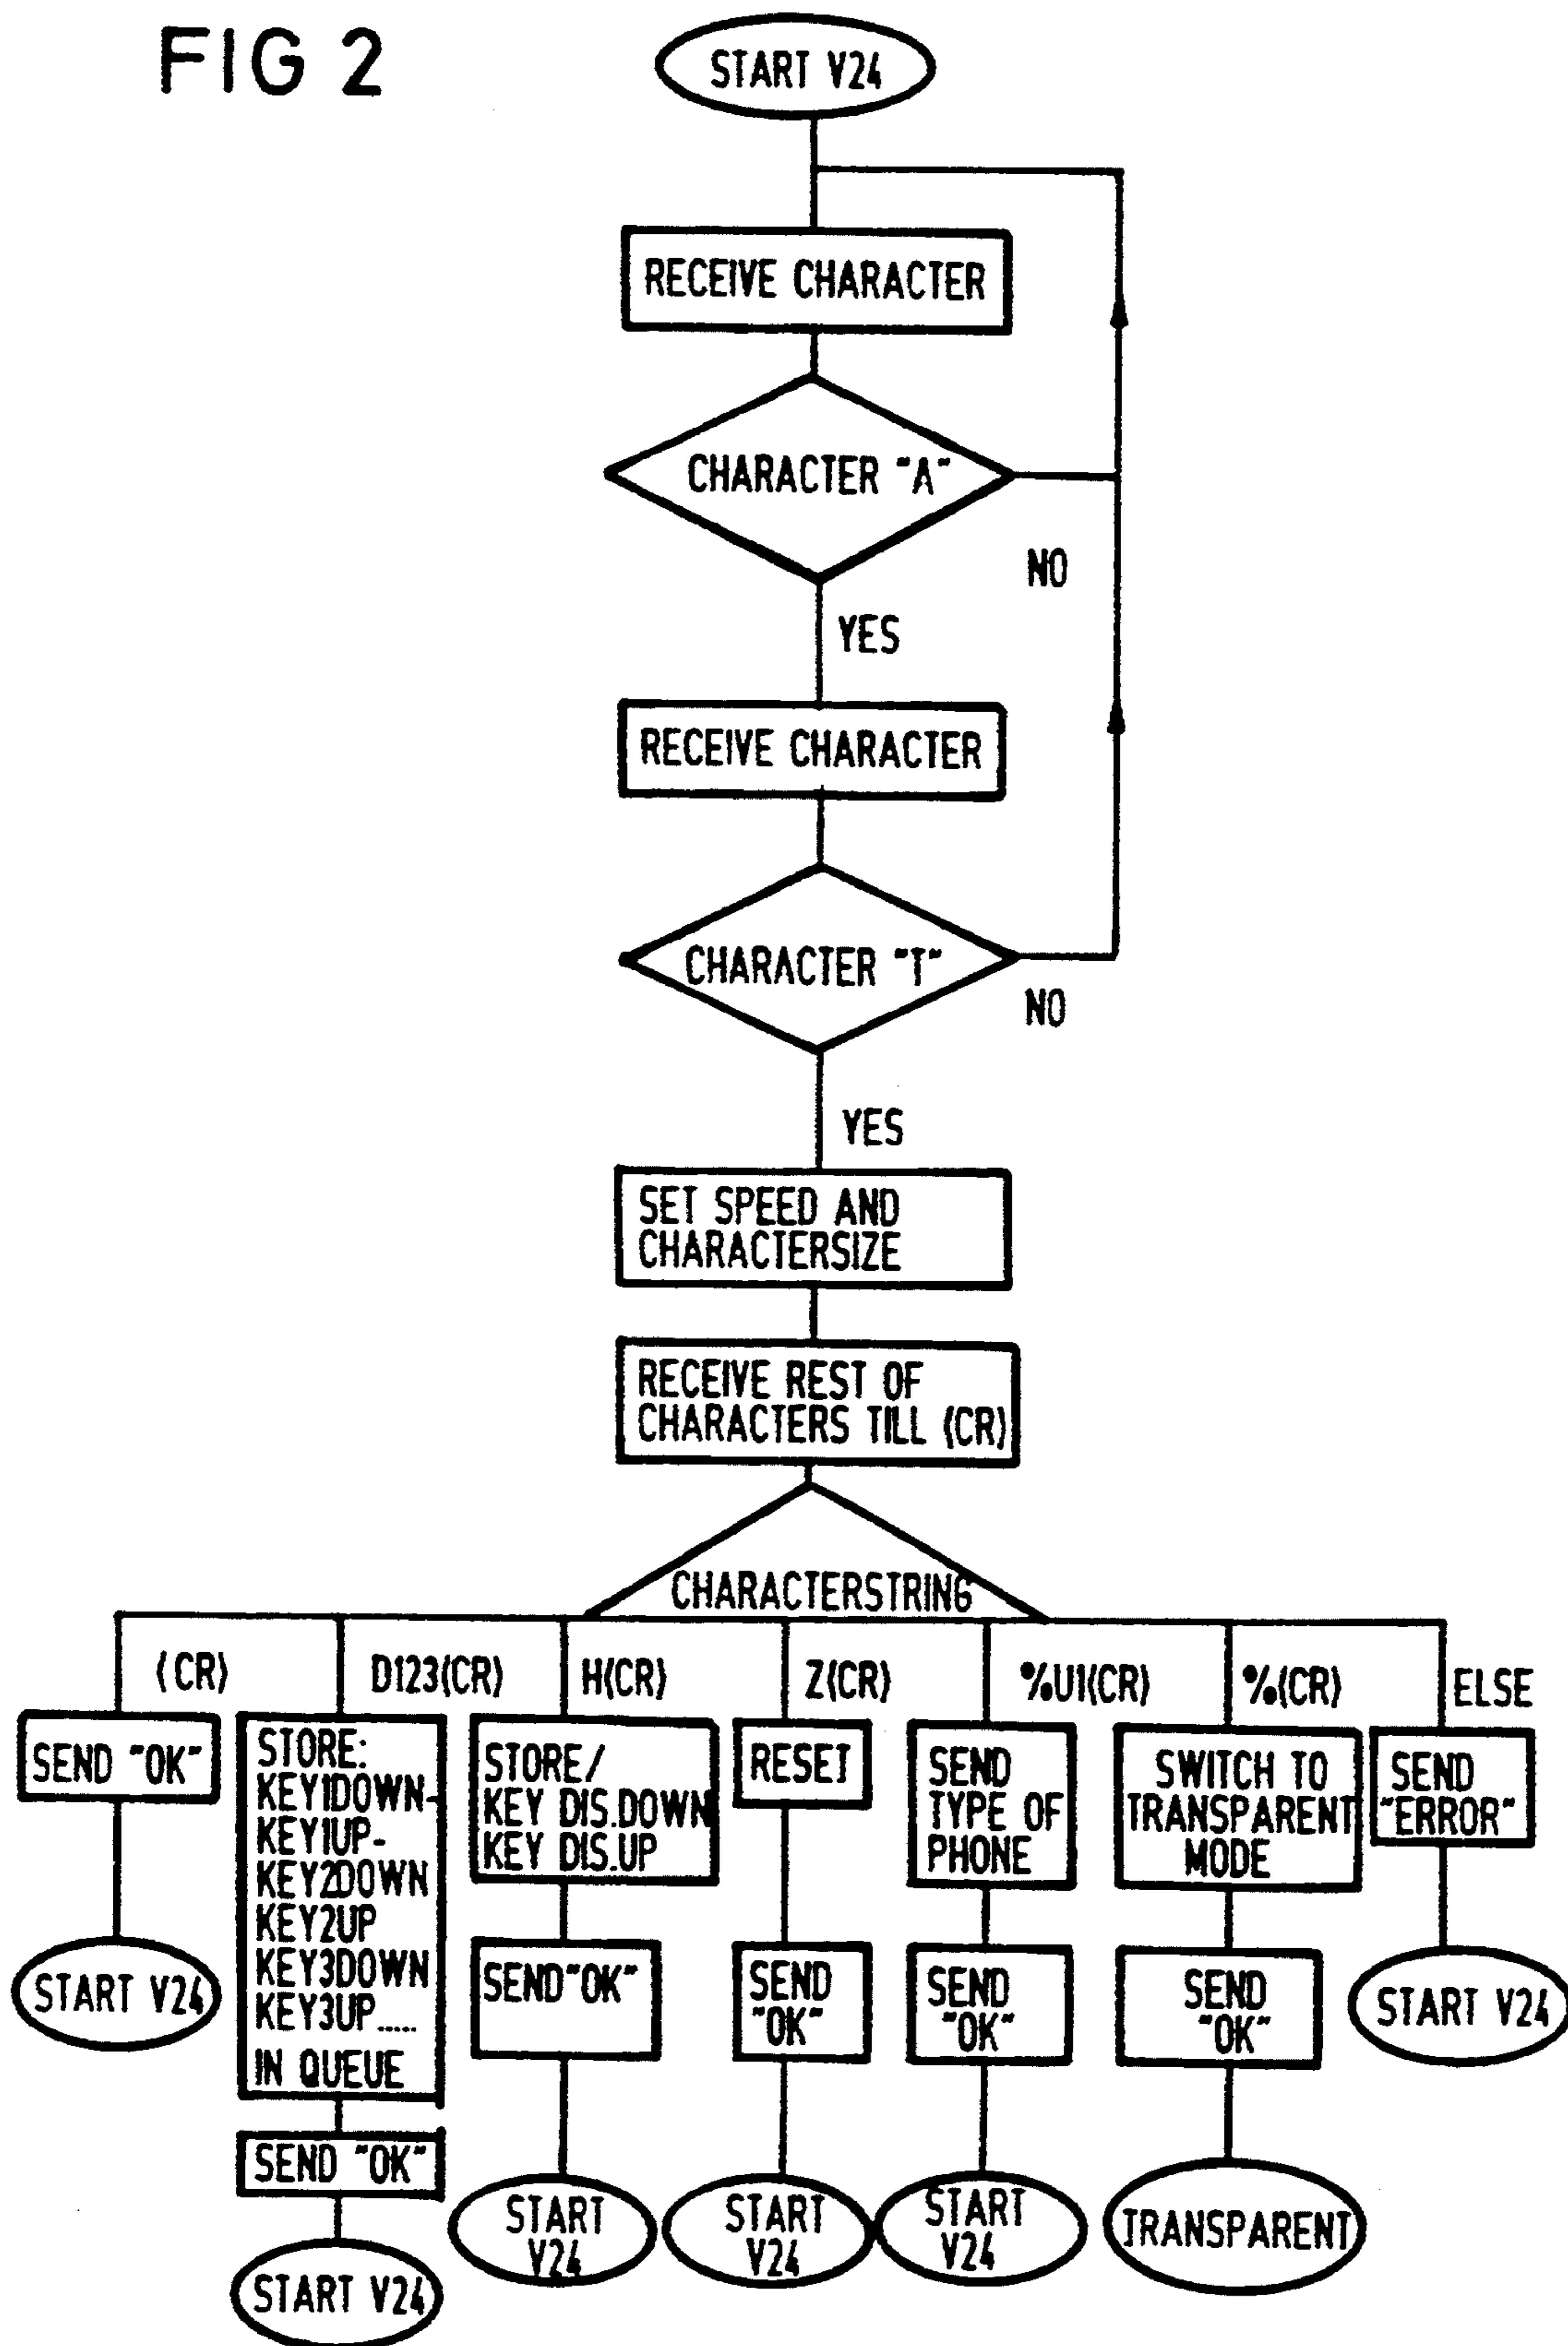 FIG 2
START V24
RECEIVE CHARACTER
CHARACTER "A"
NO
YES
RECEIVE CHARACTER
CHARACTER "T"
NO
YES
SET SPEED AND
CHARACTERSIZE
RECEIVE REST OF
CHARACTERS TILL (CR)
CHARACTERSTRING
(CR)
SEND "OK"
START V24
D123(CR)
STORE:
KEY1DOWN-
KEY1UP-
KEY2DOWN
KEY2UP
KEY3DOWN
KEY3UP.....
IN QUEUE
SEND "OK"
START V24
H(CR)
STORE/
KEY DIS.DOWN
KEY DIS.UP
SEND "OK"
START
V24
Z(CR)
RESET
SEND
"OK"
START
V24
%U1(CR)
SEND
TYPE OF
PHONE
SEND
"OK"
START
V24
%(CR)
SWITCH TO
TRANSPARENT
MODE
SEND
"OK"
TRANSPARENT
ELSE
SEND
"ERROR"
START V24